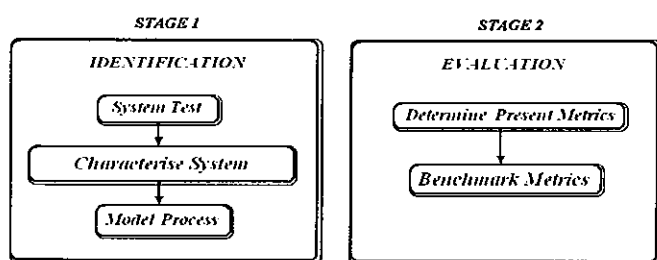 STAGE 1
IDENTIFICATION
System Test
Characterise System
Model Process
STAGE 2
EVALUATION
Determine Present Metrics
Benchmark Metrics